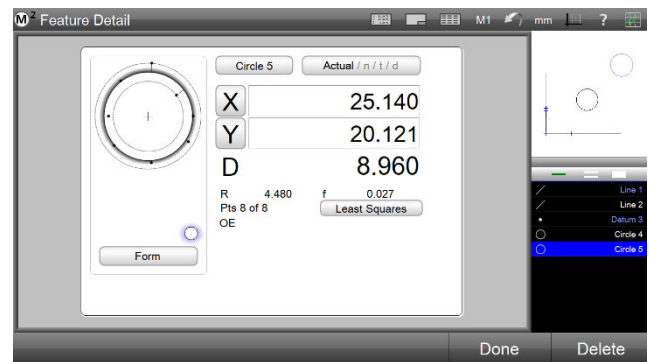 M² Feature Detail
M1
mm
?
Circle 5
Actual / n / t / d
X 25.140
Y 20.121
D 8.960
R 4.480 f 0.027
Pts 8 of 8
Least Squares
OE
Form
Line 1
Line 2
Datum 3
Circle 4
Circle 5
Done
Delete